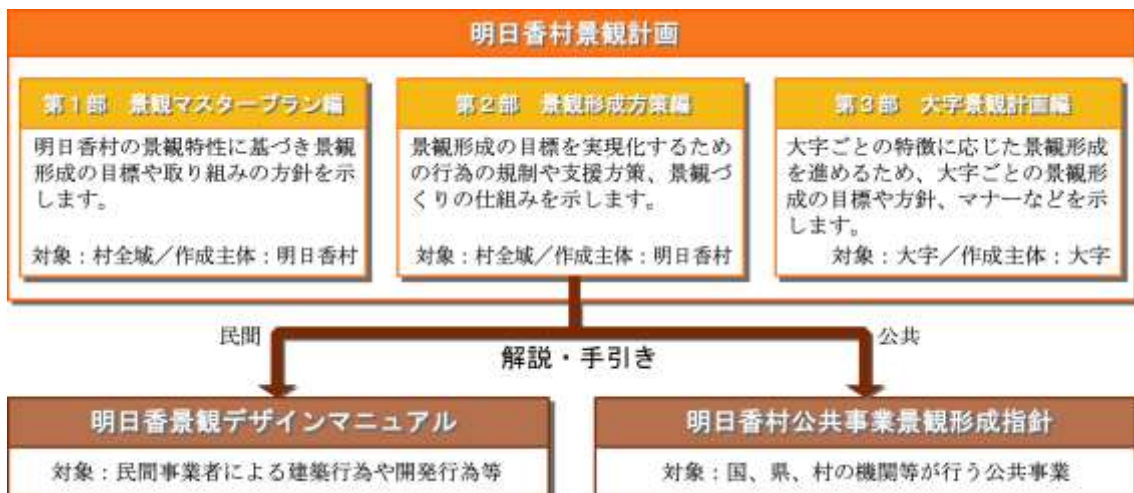 明日香村景観計画
第1部 景観マスタープラン編
明日香村の景観特性に基づき景観
形成の目標や取り組みの方針を示
します。
対象：村全域／作成主体：明日香村
第2部 景観形成方策編
景観形成の目標を実現化するため
の行為の規制や支援方策、景観づ
くりの仕組みを示します。
対象：村全域／作成主体：明日香村
第3部 大字景観計画編
大字ごとの特徴に応じた景観形成
を進めるため、大字ごとの景観形
成の目標や方針、マナーなどを示
します。
対象：大字／作成主体：大字
民間
公共
解説・手引き
明日香景観デザインマニュアル
対象：民間事業者による建築行為や開発行為等
明日香村公共事業景観形成指針
対象：国、県、村の機関等が行う公共事業